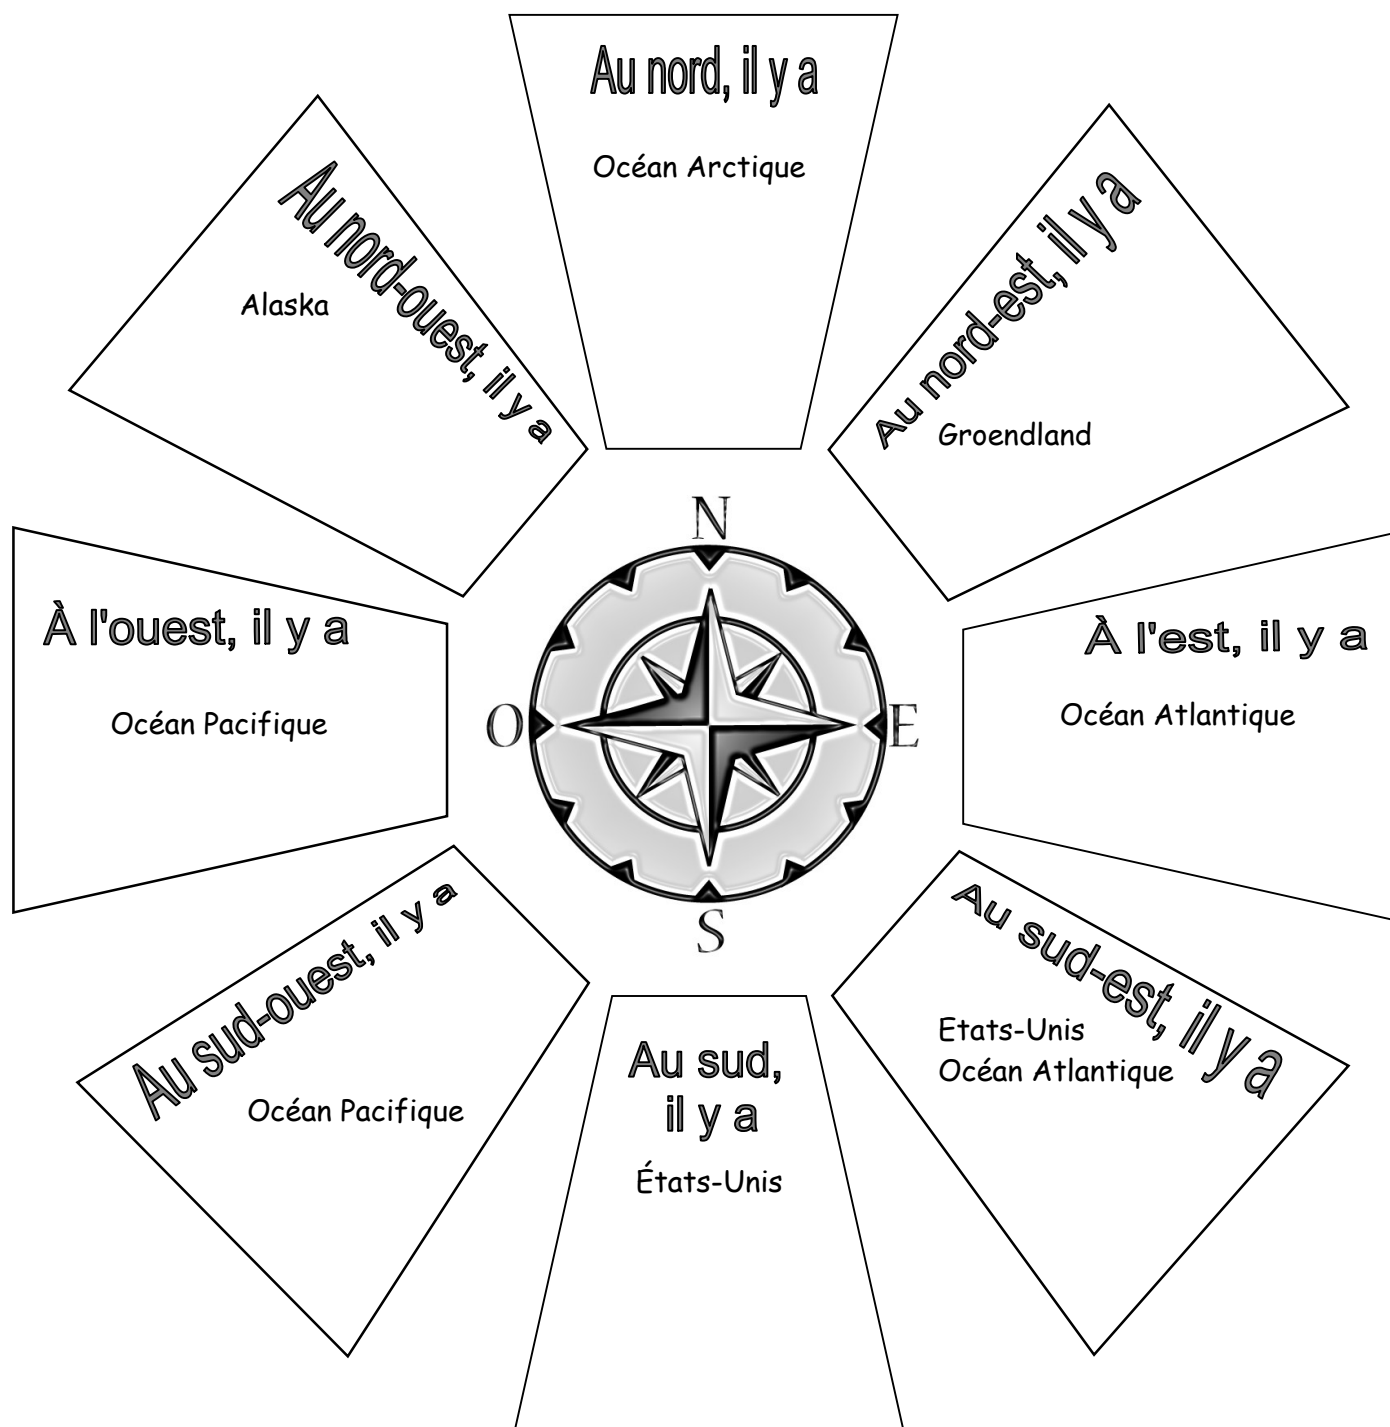 Au nord, il y a
Océan Arctique
Au nord-ouest, il y a
Alaska
Au nord-est, il y a
Groendland
N
À l'ouest, il y a
Océan Pacifique
O
E
À l'est, il y a
Océan Atlantique
S
Au sud-ouest, il y a
Océan Pacifique
Au sud,
il y a
États-Unis
Au sud-est, il y a
Etats-Unis
Océan Atlantique